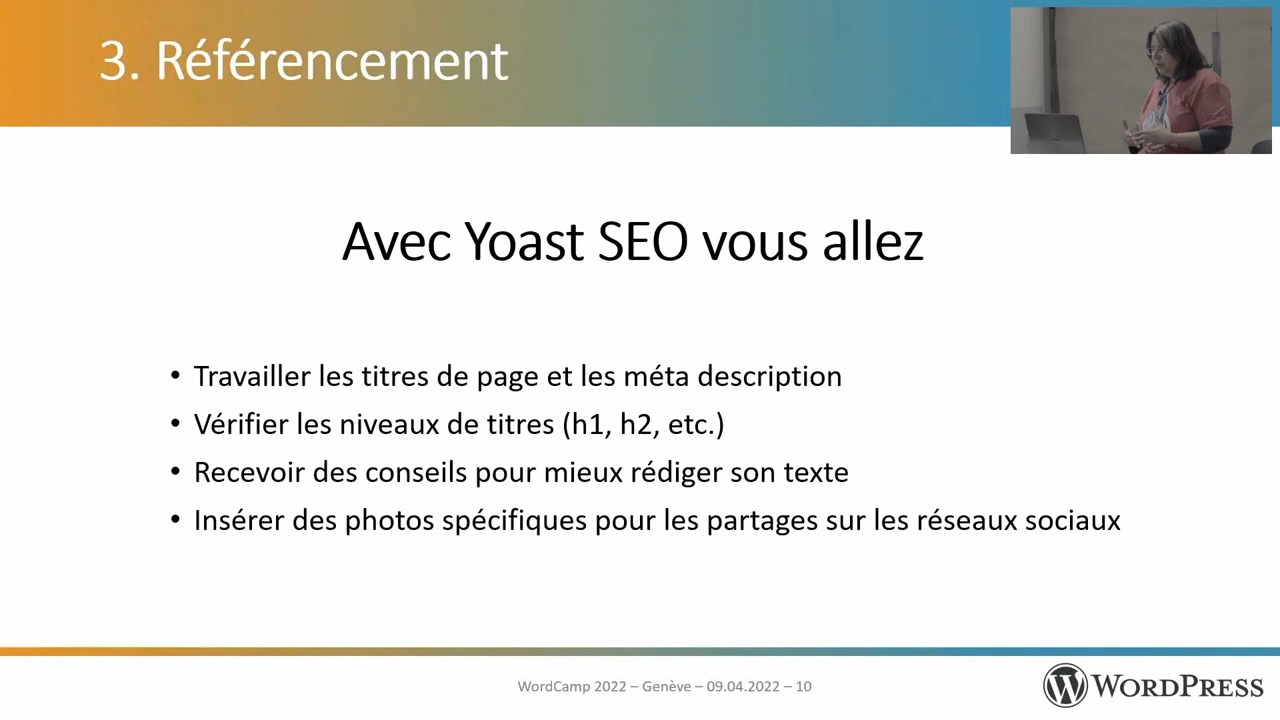 3. Référencement
Avec Yoast SEO vous allez
• Travailler les titres de page et les méta description
• Vérifier les niveaux de titres (h1, h2, etc.)
• Recevoir des conseils pour mieux rédiger son texte
• Insérer des photos spécifiques pour les partages sur les réseaux sociaux
WordCamp 2022 – Genève – 09.04.2022 – 10
WORDPRESS